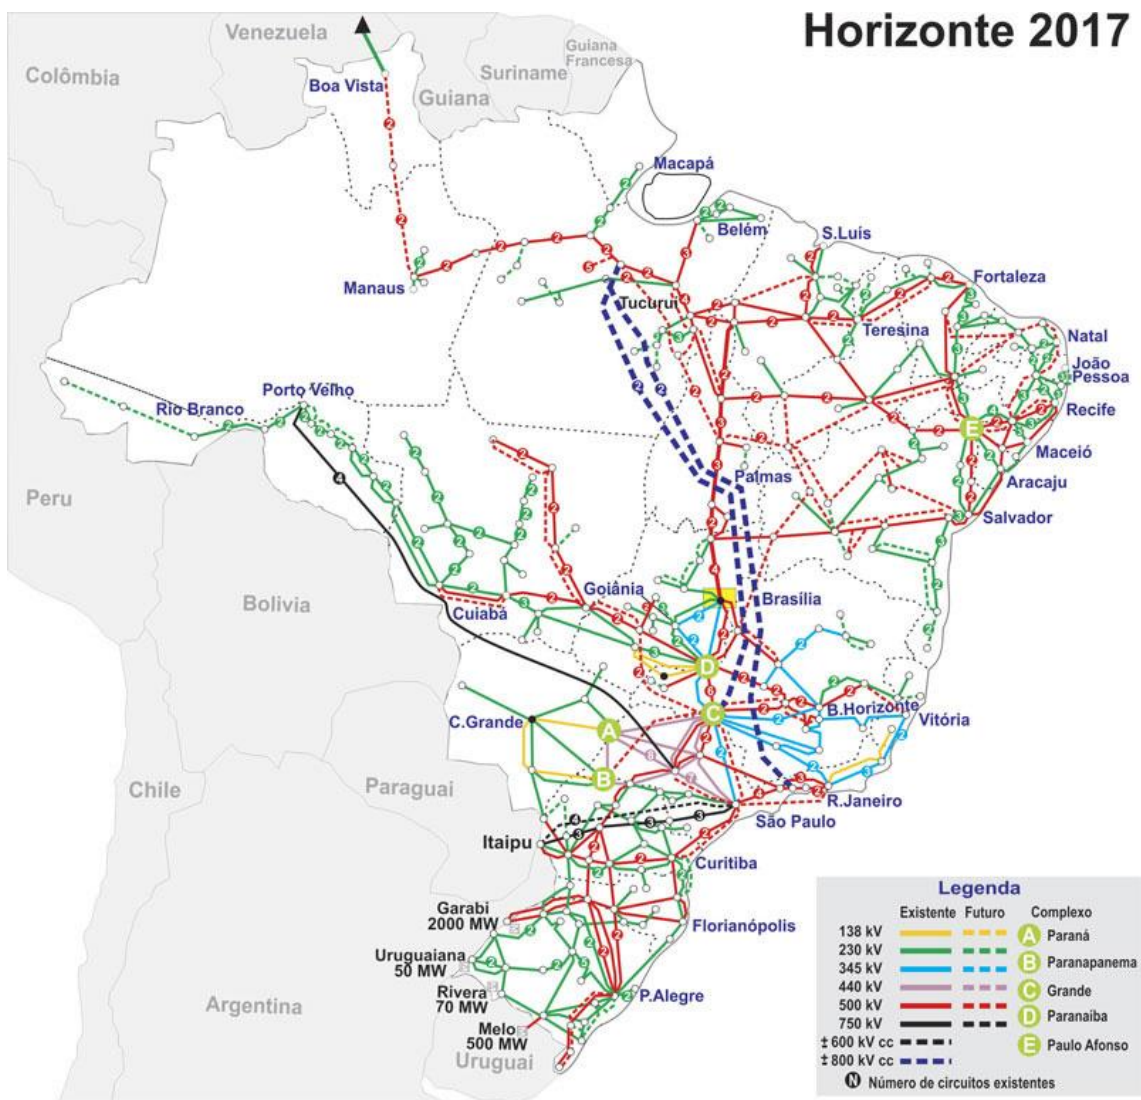 Horizonte 2017
Venezuela
Guiana
Francesa
Suriname
Colômbia
Boa Vista
Guiana
Macapá
Belém
S.Luís
Fortaleza
Manaus
Tucuruí
Teresina
Natal
João
Pessoa
Porto Velho
Rio Branco
Recife
E
Maceió
Palmas
Aracaju
Peru
Salvador
Bolivia
Cuiabá
Goiânia
Brasília
D
C.Grande
A
C
B.Horizonte
Vitória
Chile
Paraguai
B
R.Janeiro
São Paulo
Itaipu
Curitiba
Garabi
2000 MW
Florianópolis
Uruguaiana
50 MW
Rivera
70 MW
P.Alegre
Argentina
Melo
500 MW
Uruguai
Legenda
Existente Futuro Complexo
138 kV A Paraná
230 kV
345 kV B Paranapanema
440 kV C Grande
500 kV D Paranaíba
750 kV
± 600 kV cc E Paulo Afonso
± 800 kV cc
N Número de circuitos existentes